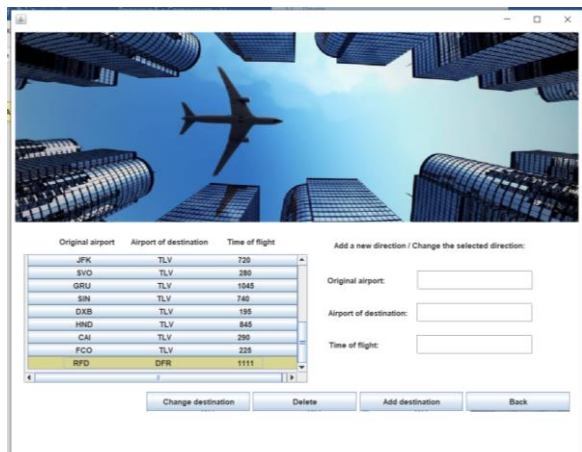 Original airport Airport of destination Time of flight
Add a new direction / Change the selected direction:
JFK TLV 720
SVO TLV 280
GRU TLV 1045
SIN TLV 740
DXB TLV 195
HND TLV 845
CAI TLV 290
FCO TLV 225
RFD DFR 1111
Original airport:
Airport of destination:
Time of flight:
Change destination Delete Add destination Back